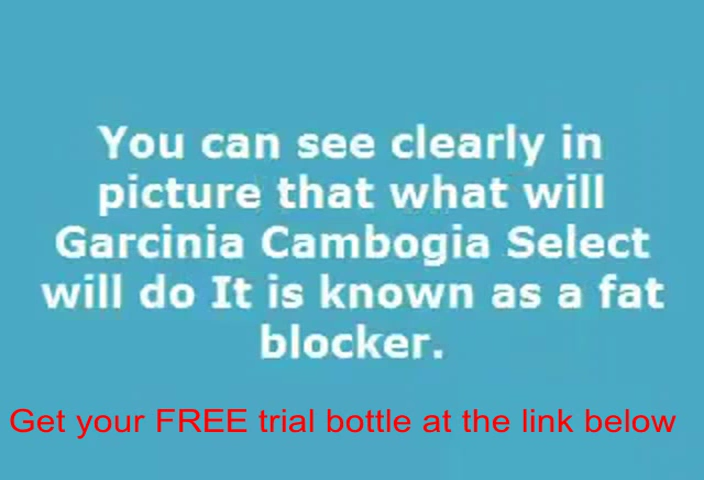 You can see clearly in
picture that what will
Garcinia Cambogia Select
will do It is known as a fat
blocker.
Get your FREE trial bottle at the link below